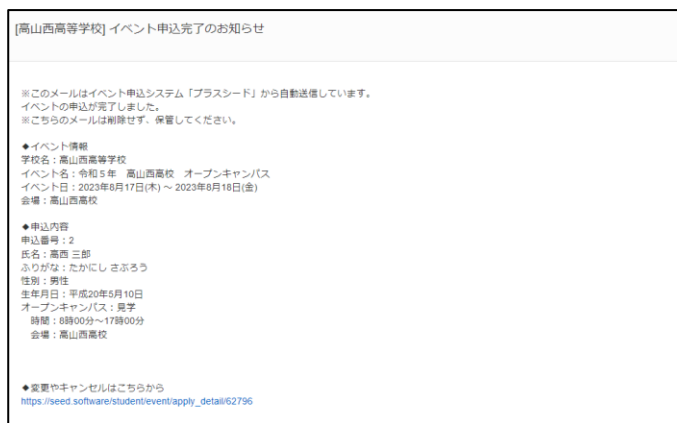 [高山西高等学校] イベント申込完了のお知らせ
※このメールはイベント申込システム「プラスシード」から自動送信しています。
イベントの申込が完了しました。
※こちらのメールは削除せず、保管してください。
◆イベント情報
学校名：高山西高等学校
イベント名：令和５年　高山西高校　オープンキャンパス
イベント日：2023年8月17日(木) ～ 2023年8月18日(金)
会場：高山西高校
◆申込内容
申込番号：2
氏名：高西 三郎
ふりがな：たかにし さぶろう
性別：男性
生年月日：平成20年5月10日
オープンキャンパス：見学
時間：8時00分～17時00分
会場：高山西高校
◆変更やキャンセルはこちらから
https://seed.software/student/event/apply_detail/62796